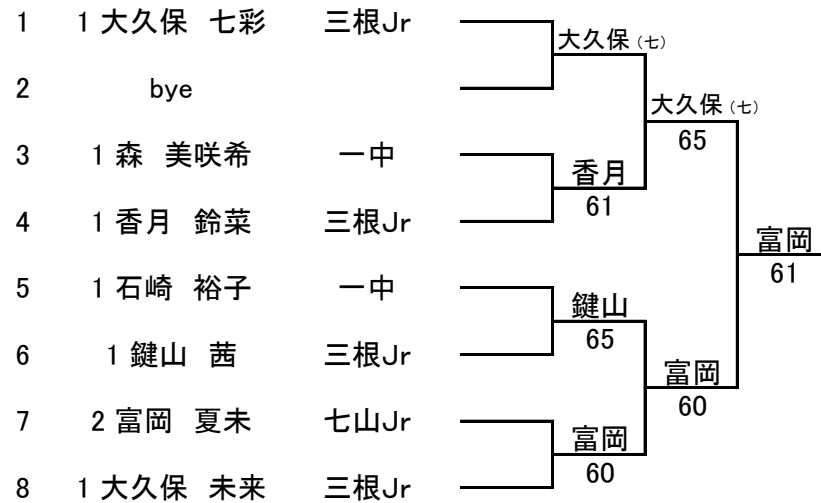 1 1 大久保 七彩 三根Jr
大久保 (七)
2 bye
大久保 (七)
65
3 1 森 美咲希 一中
香月
61
4 1 香月 鈴菜 三根Jr
富岡
61
5 1 石崎 裕子 一中
鍵山
65
6 1 鍵山 茜 三根Jr
富岡
60
7 2 富岡 夏未 七山Jr
富岡
60
8 1 大久保 未来 三根Jr